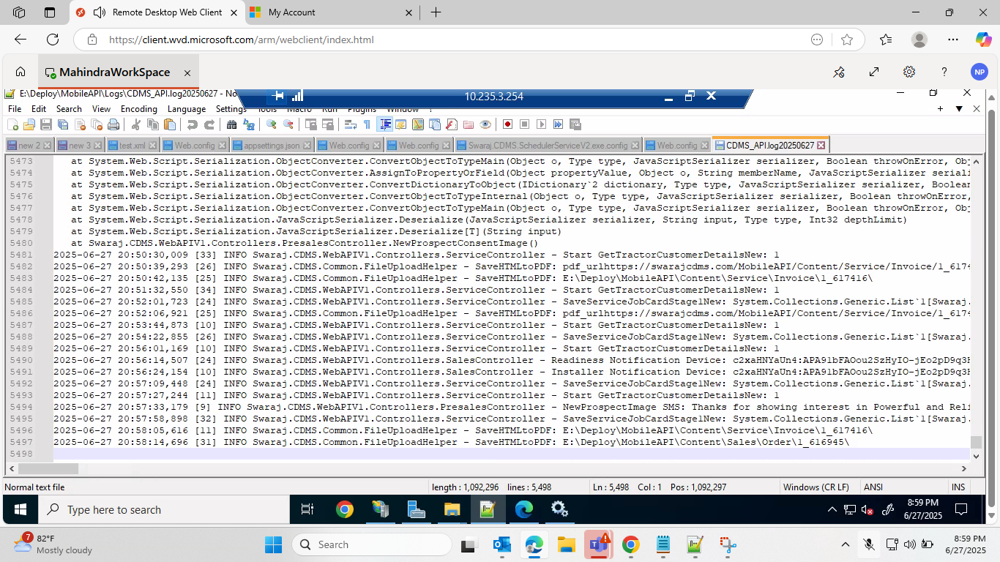 Remote Desktop Web Client
My Account
https://client.wvd.microsoft.com/arm/webclient/index.html
MahindraWorkSpace
NP
E:\Deploy\MobileAPI\Logs\CDMS_API.log20250627 - No
10.235.3.254
File Edit Search View Encoding Language Settings Tools Macro Run Plugins Window ?
new 2 new 3 test.xml Web.config appsettings.json Web.config Web.config Swaraj.CDMS.SchedulerServiceV2.exe.config Web.config CDMS_API.log20250627
5473 at System.Web.Script.Serialization.ObjectConverter.ConvertObjectToTypeMain(Object o, Type type, JavaScriptSerializer serializer, Boolean throwOnError, Obj
5474 at System.Web.Script.Serialization.ObjectConverter.AssignToPropertyOrField(Object propertyValue, Object o, String memberName, JavaScriptSerializer seriali
5475 at System.Web.Script.Serialization.ObjectConverter.ConvertDictionaryToObject(IDictionary`2 dictionary, Type type, JavaScriptSerializer serializer, Boolean
5476 at System.Web.Script.Serialization.ObjectConverter.ConvertObjectToTypeInternal(Object o, Type type, JavaScriptSerializer serializer, Boolean throwOnError,
5477 at System.Web.Script.Serialization.ObjectConverter.ConvertObjectToTypeMain(Object o, Type type, JavaScriptSerializer serializer, Boolean throwOnError, Obj
5478 at System.Web.Script.Serialization.JavaScriptSerializer.Deserialize(JavaScriptSerializer serializer, String input, Type type, Int32 depthLimit)
5479 at System.Web.Script.Serialization.JavaScriptSerializer.Deserialize[T](String input)
5480 at Swaraj.CDMS.WebAPIV1.Controllers.PresalesController.NewProspectConsentImage()
5481 2025-06-27 20:50:30,009 [33] INFO Swaraj.CDMS.WebAPIV1.Controllers.ServiceController - Start GetTractorCustomerDetailsNew: 1
5482 2025-06-27 20:50:39,293 [26] INFO Swaraj.CDMS.Common.FileUploadHelper - SaveHTMLtoPDF: pdf_urlhttps://swarajcdms.com/MobileAPI/Content/Service/Invoice/1_6174
5483 2025-06-27 20:50:42,135 [25] INFO Swaraj.CDMS.Common.FileUploadHelper - SaveHTMLtoPDF: E:\Deploy\MobileAPI\Content\Service\Invoice\1_617416\
5484 2025-06-27 20:51:32,550 [34] INFO Swaraj.CDMS.WebAPIV1.Controllers.ServiceController - Start GetTractorCustomerDetailsNew: 1
5485 2025-06-27 20:52:01,723 [24] INFO Swaraj.CDMS.WebAPIV1.Controllers.ServiceController - SaveServiceJobCardStage1New: System.Collections.Generic.List`1[Swaraj.
5486 2025-06-27 20:52:06,921 [25] INFO Swaraj.CDMS.Common.FileUploadHelper - SaveHTMLtoPDF: pdf_urlhttps://swarajcdms.com/MobileAPI/Content/Service/Invoice/1_6174
5487 2025-06-27 20:53:44,873 [10] INFO Swaraj.CDMS.WebAPIV1.Controllers.ServiceController - Start GetTractorCustomerDetailsNew: 1
5488 2025-06-27 20:54:22,855 [26] INFO Swaraj.CDMS.WebAPIV1.Controllers.ServiceController - SaveServiceJobCardStage1New: System.Collections.Generic.List`1[Swaraj.
5489 2025-06-27 20:56:01,169 [10] INFO Swaraj.CDMS.WebAPIV1.Controllers.ServiceController - Start GetTractorCustomerDetailsNew: 1
5490 2025-06-27 20:56:14,507 [24] INFO Swaraj.CDMS.WebAPIV1.Controllers.SalesController - Readiness Notification Device: c2xaHNYaUn4:APA91bFAOou2SzHyIO-jEo2pD9q3H
5491 2025-06-27 20:56:24,154 [10] INFO Swaraj.CDMS.WebAPIV1.Controllers.SalesController - Installer Notification Device: c2xaHNYaUn4:APA91bFAOou2SzHyIO-jEo2pD9q3H
5492 2025-06-27 20:57:09,448 [24] INFO Swaraj.CDMS.WebAPIV1.Controllers.ServiceController - SaveServiceJobCardStage1New: System.Collections.Generic.List`1[Swaraj.
5493 2025-06-27 20:57:27,244 [11] INFO Swaraj.CDMS.WebAPIV1.Controllers.ServiceController - Start GetTractorCustomerDetailsNew: 1
5494 2025-06-27 20:57:33,179 [9] INFO Swaraj.CDMS.WebAPIV1.Controllers.PresalesController - NewProspectImage SMS: Thanks for showing interest in Powerful and Reli
5495 2025-06-27 20:57:58,898 [32] INFO Swaraj.CDMS.WebAPIV1.Controllers.ServiceController - SaveServiceJobCardStage1New: System.Collections.Generic.List`1[Swaraj.
5496 2025-06-27 20:58:05,616 [11] INFO Swaraj.CDMS.Common.FileUploadHelper - SaveHTMLtoPDF: E:\Deploy\MobileAPI\Content\Service\Invoice\1_617416\
5497 2025-06-27 20:58:14,696 [31] INFO Swaraj.CDMS.Common.FileUploadHelper - SaveHTMLtoPDF: E:\Deploy\MobileAPI\Content\Sales\Order\1_616945\
5498
Normal text file length : 1,092,296 lines : 5,498 Ln : 5,498 Col : 1 Pos : 1,092,297 Windows (CR LF) ANSI INS
Type here to search
8:59 PM
6/27/2025
7
82°F
Mostly cloudy
Search
8:59 PM
6/27/2025